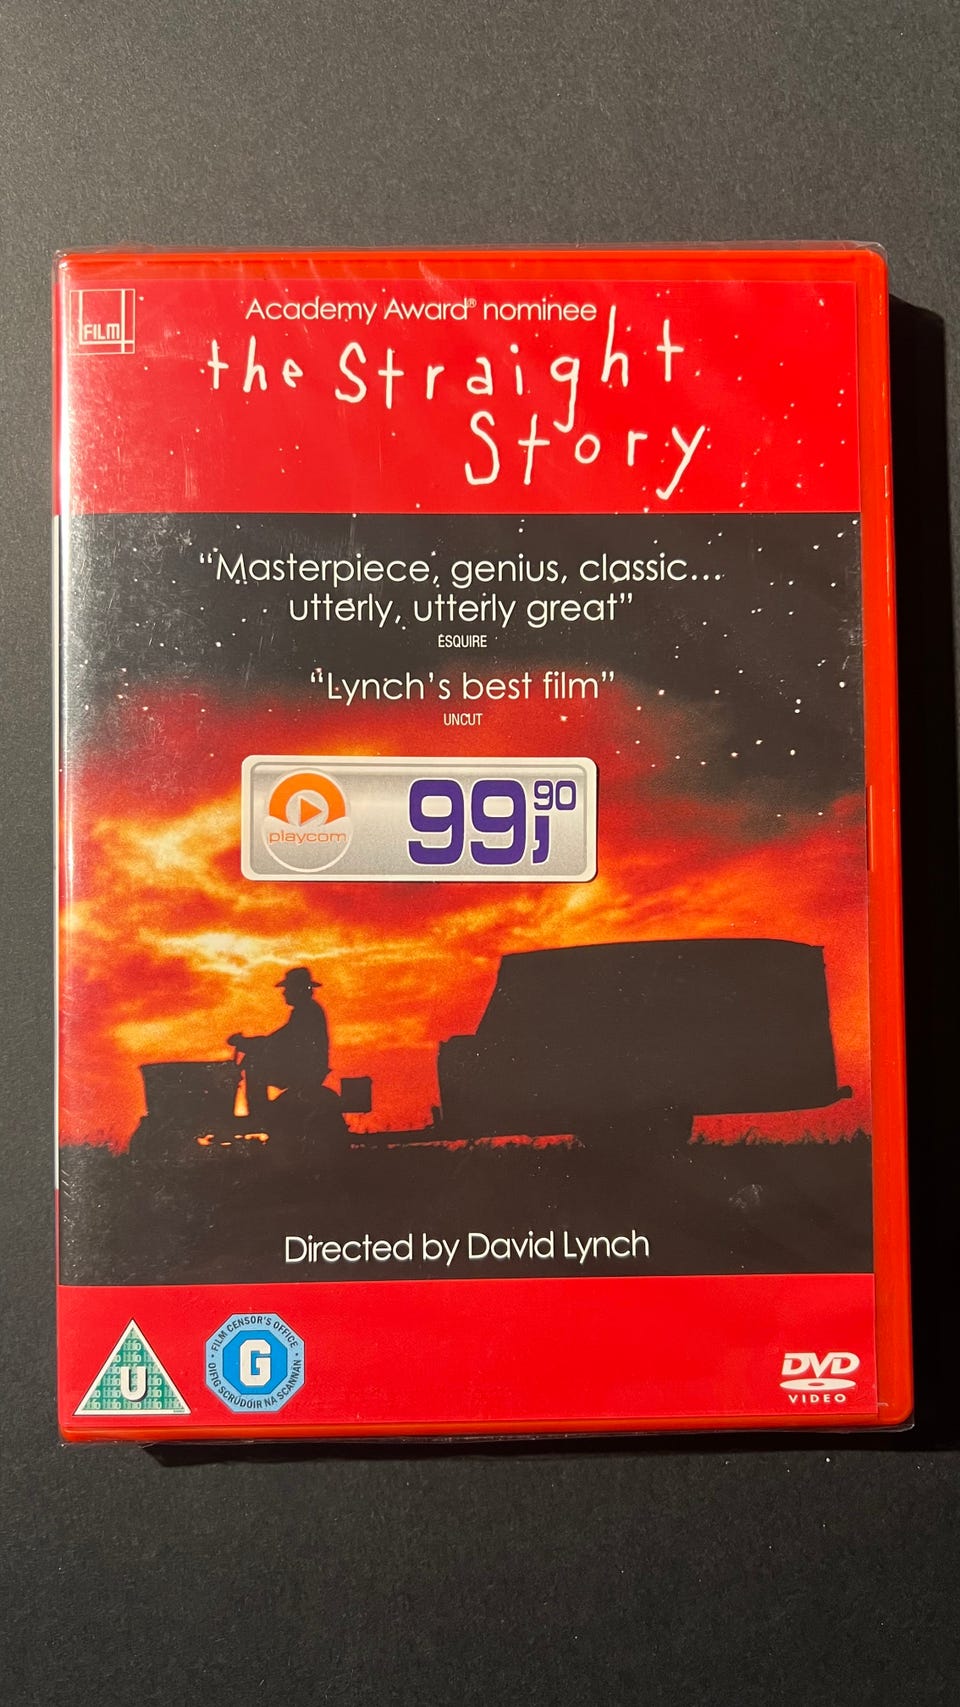 FILM
Academy Award® nominee
the Straight
Story
“Masterpiece, genius, classic...
utterly, utterly great”
ESQUIRE
“Lynch's best film”
UNCUT
playcom
99,90
Directed by David Lynch
U
FILM CENSOR'S OFFICE
G
OIFIG SCRÚDÓIR NA SCANNÁN
DVD
VIDEO